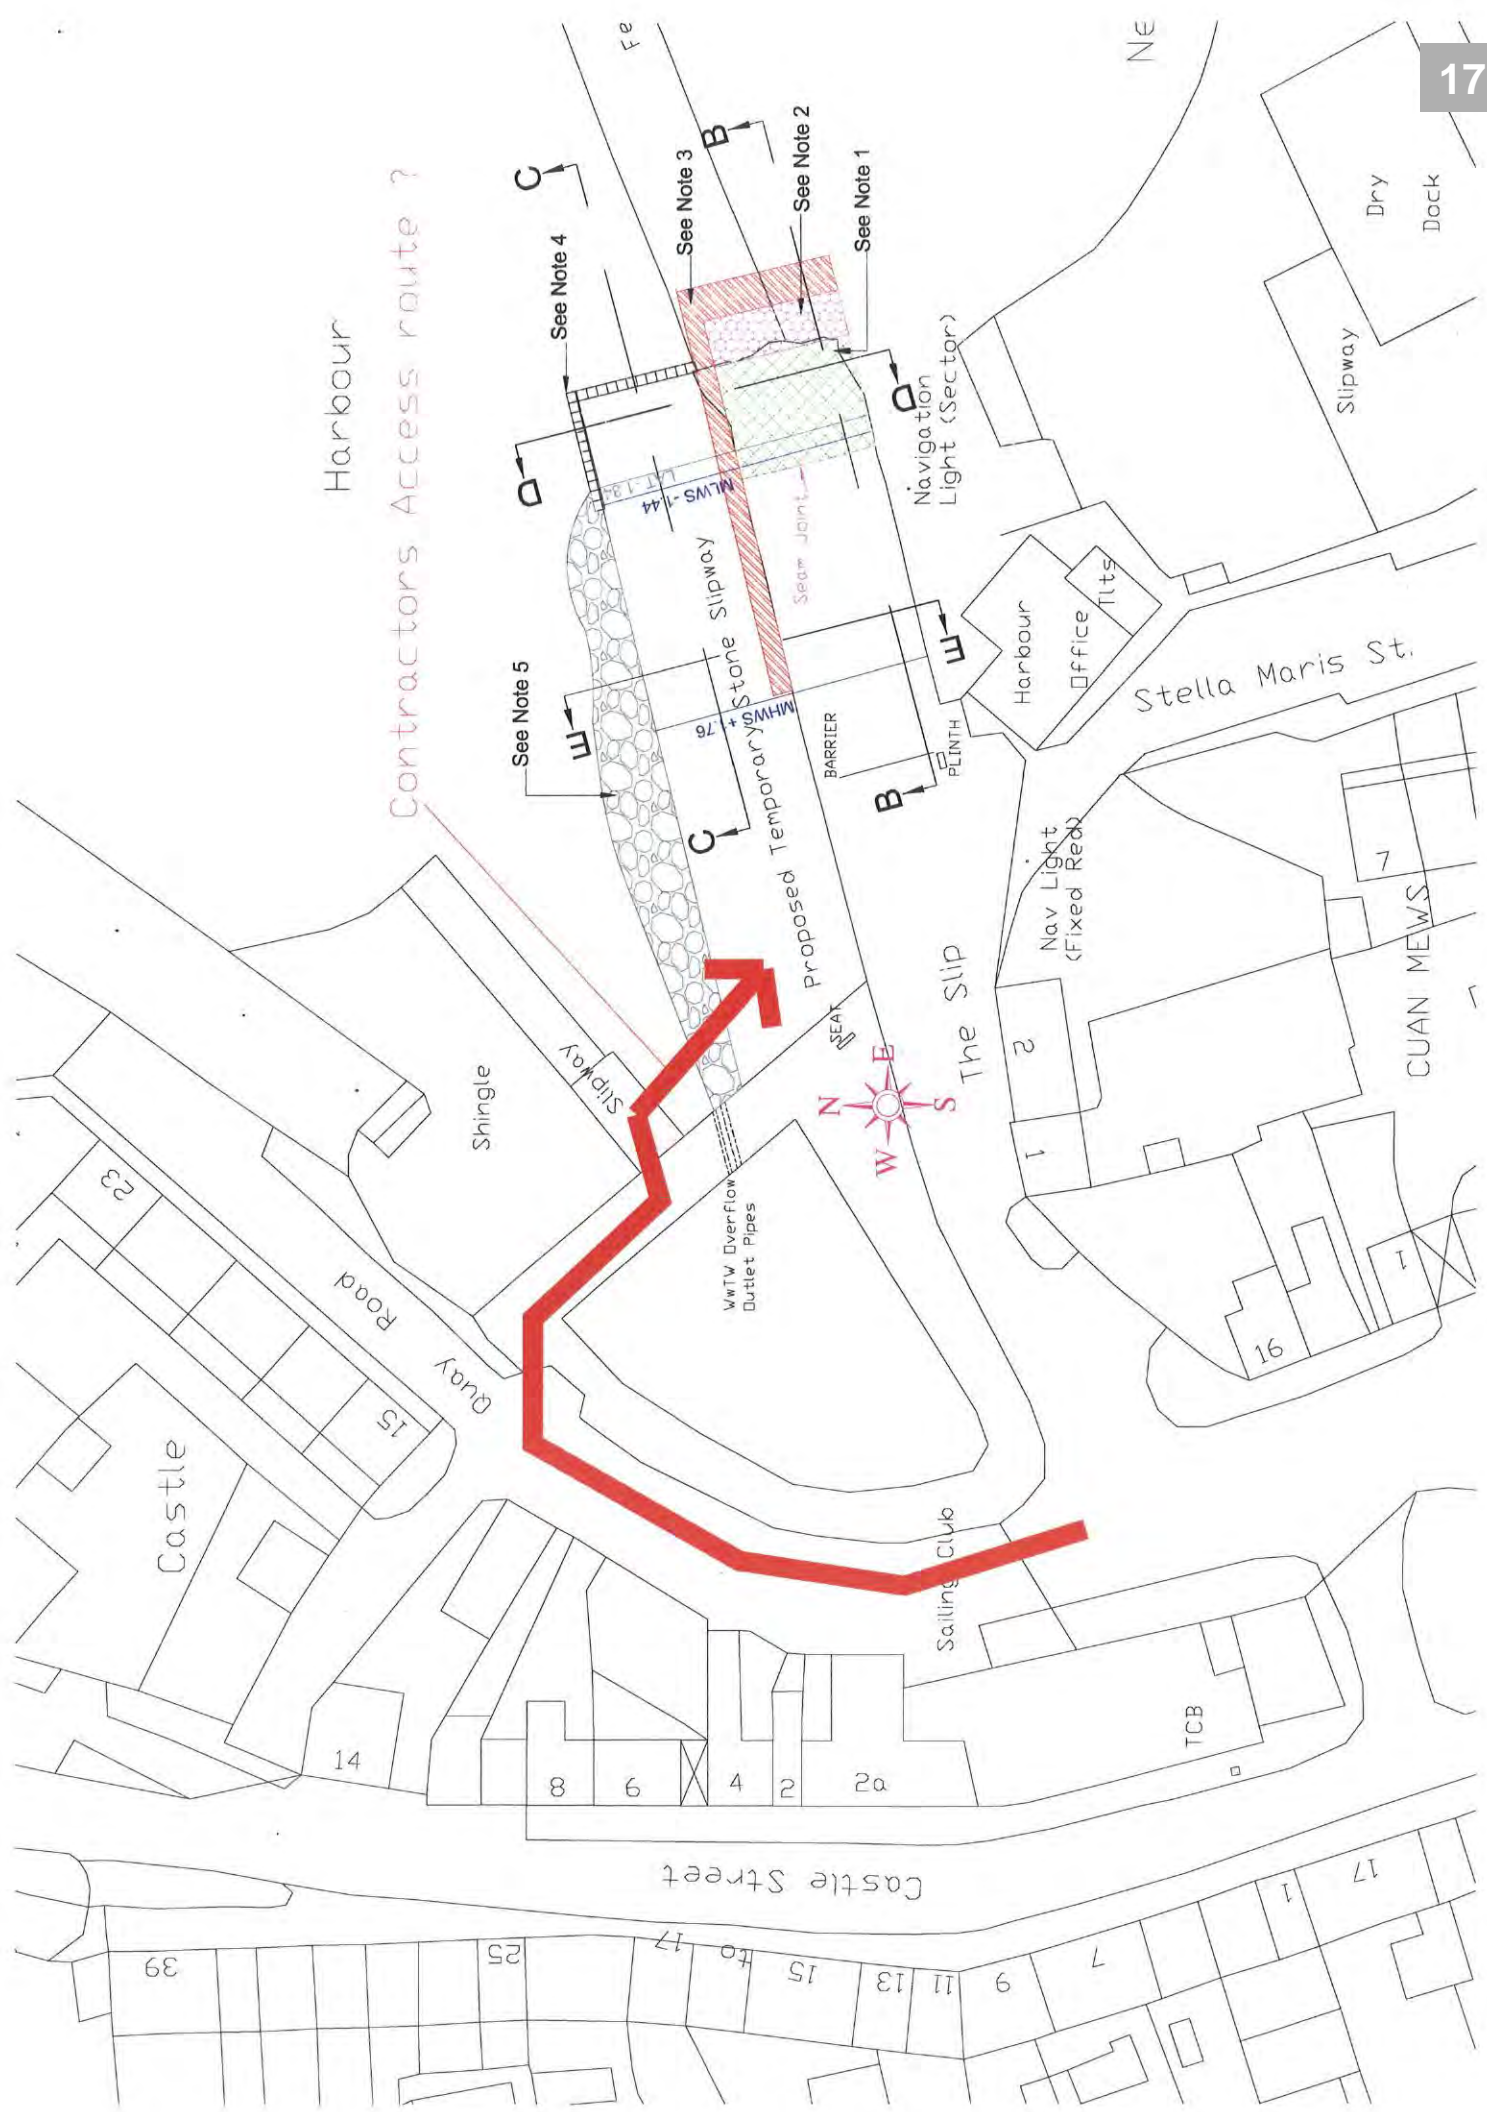 17
Ne
Fe
Harbour
Contractors Access route ?
C
B
See Note 4
See Note 3
See Note 2
See Note 1
Dry
Dock
Slipway
D
D
Navigation
Light (Sector)
MLWS -1.44
Seam Joint
See Note 5
E
E
MHWS +1.76
Proposed Temporary Stone Slipway
BARRIER
PLINTH
B
C
Harbour
Office
Tlts
Stella Maris St.
Nav Light
(Fixed Red)
7
CUAN MEWS
The Slip
SEAT
2
1
N
E
S
W
Slipway
Slipway
Shingle
WwTW Overflow
Outlet Pipes
23
Quay Road
15
Castle
1
16
Sailing Club
TCB
14
8
6
4
2
2a
Castle Street
39
25
17
to
15
13
11
9
7
1
17